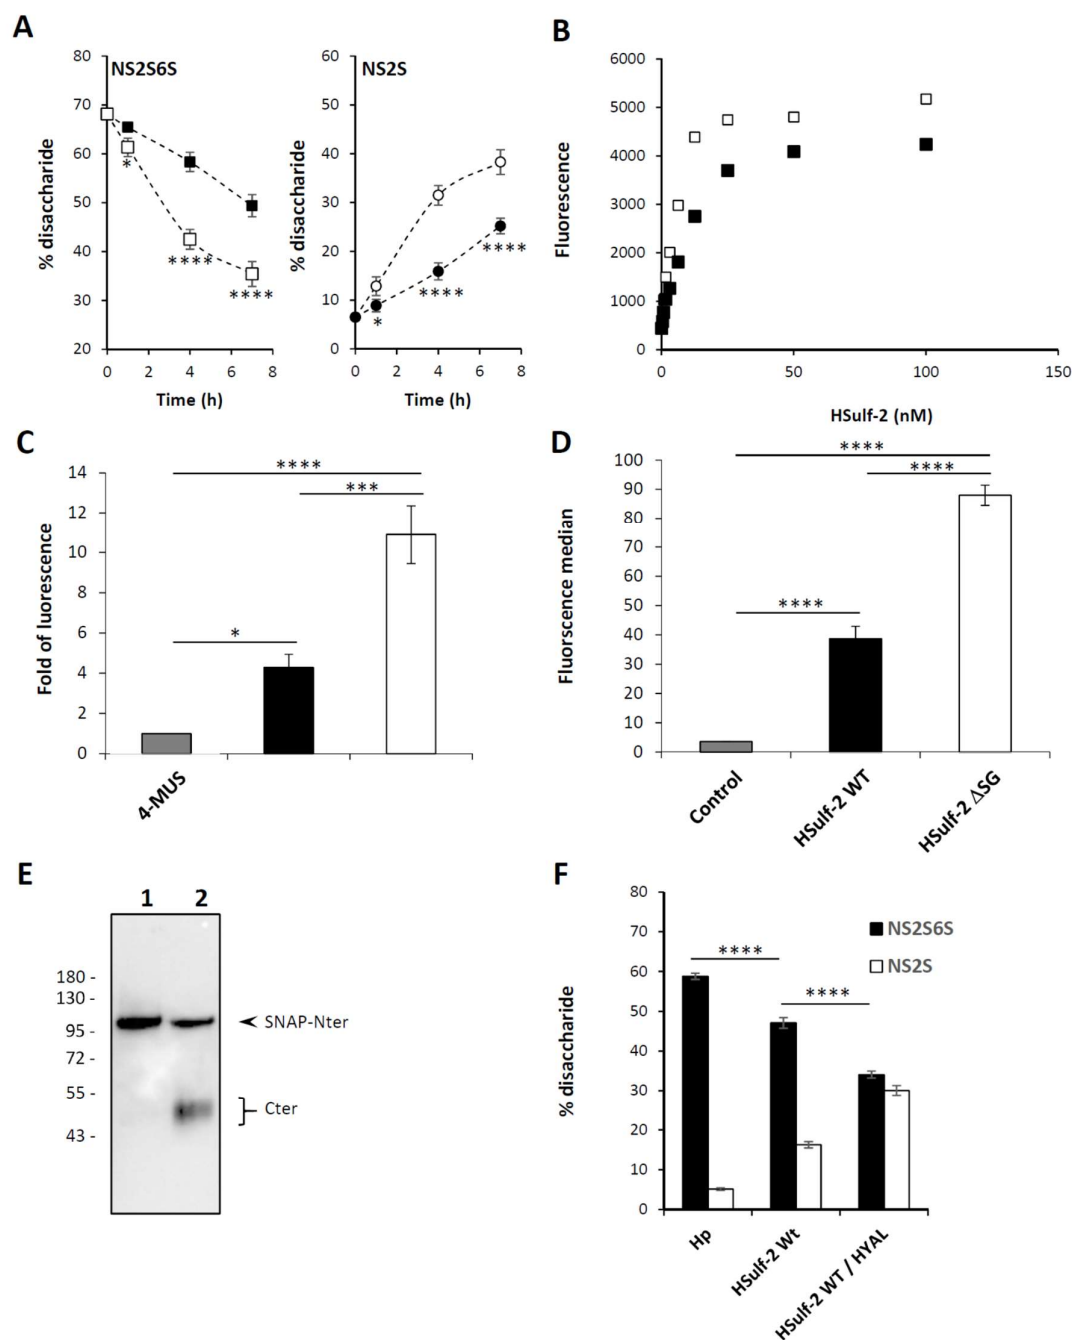 A
B
NS2S6S
NS2S
80
70
60
50
40
30
20
% disaccharide
0 2 4 6 8
Time (h)
*
****
****
60
50
40
30
20
10
0
% disaccharide
0 2 4 6 8
Time (h)
*
****
****
6000
5000
4000
3000
2000
1000
0
Fluorescence
0 50 100 150
HSulf-2 (nM)
C
14
12
10
8
6
4
2
0
Fold of luorescence
****
***
*
4-MUS
D
100
90
80
70
60
50
40
30
20
10
0
Fluorscence median
****
****
****
Control
HSulf-2 WT
HSulf-2 ΔSG
E
1 2
180 -
130 -
95 -
72 -
55 -
43 -
SNAP-Nter
Cter
F
80
70
60
50
40
30
20
10
0
% disaccharide
****
****
NS2S6S
NS2S
Hp
HSulf-2 Wt
HSulf-2 WT / HYAL